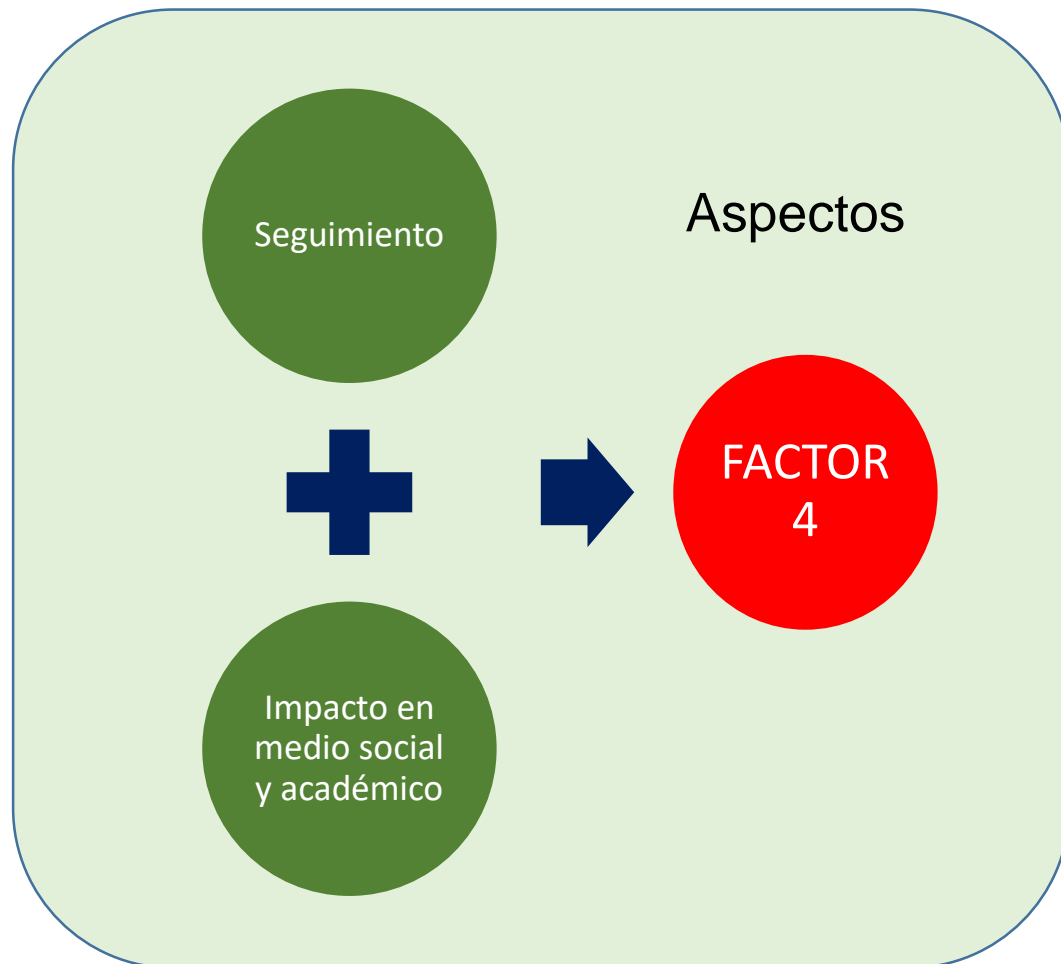 Seguimiento
Aspectos
FACTOR
4
Impacto en
medio social
y académico